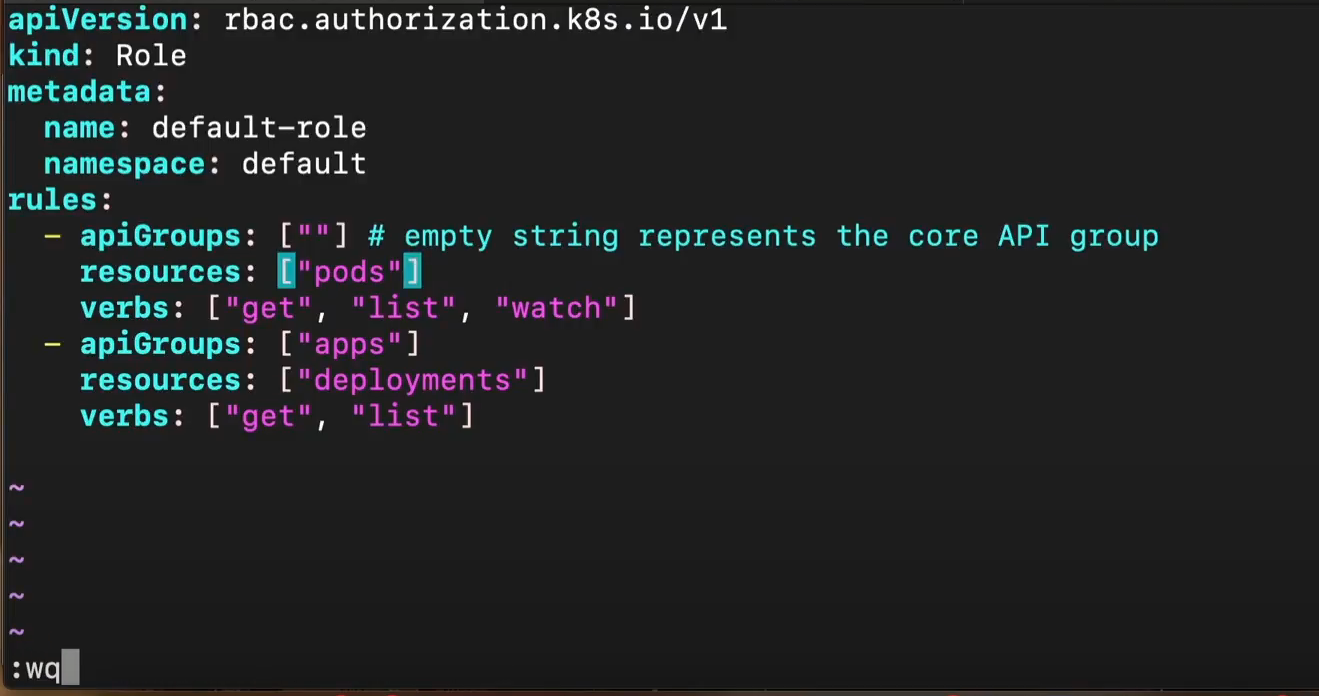 apiVersion: rbac.authorization.k8s.io/v1
kind: Role
metadata:
  name: default-role
  namespace: default
rules:
  - apiGroups: [""] # empty string represents the core API group
    resources: ["pods"]
    verbs: ["get", "list", "watch"]
  - apiGroups: ["apps"]
    resources: ["deployments"]
    verbs: ["get", "list"]

~
~
~
~
~
:wq